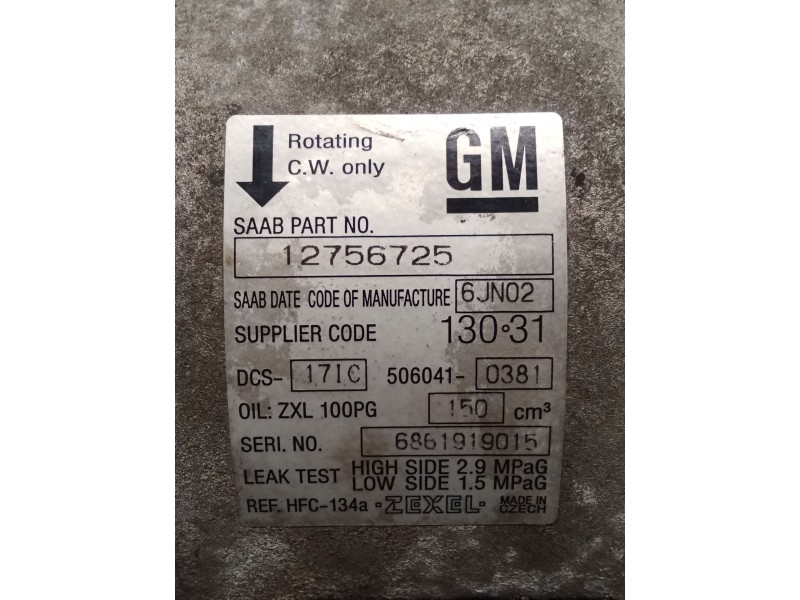 Rotating
C.W. only
GM
SAAB PART NO.
12756725
SAAB DATE CODE OF MANUFACTURE 6JN02
SUPPLIER CODE 130•31
DCS- 17IC 506041- 0381
OIL: ZXL 100PG 150 cm³
SERI. NO. 6861919015
LEAK TEST HIGH SIDE 2.9 MPaG
LOW SIDE 1.5 MPaG
REF. HFC-134a •ZEXEL• MADE IN
CZECH